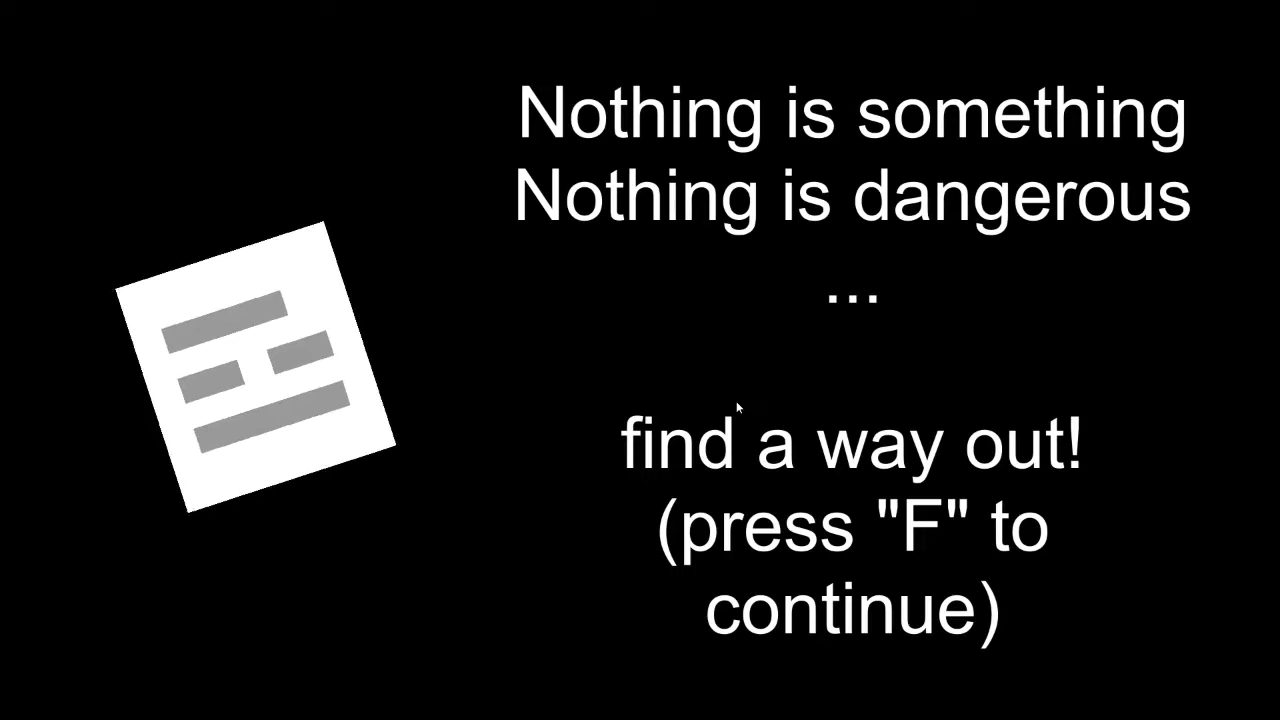 Nothing is something
Nothing is dangerous
...
find a way out!
(press "F" to
continue)